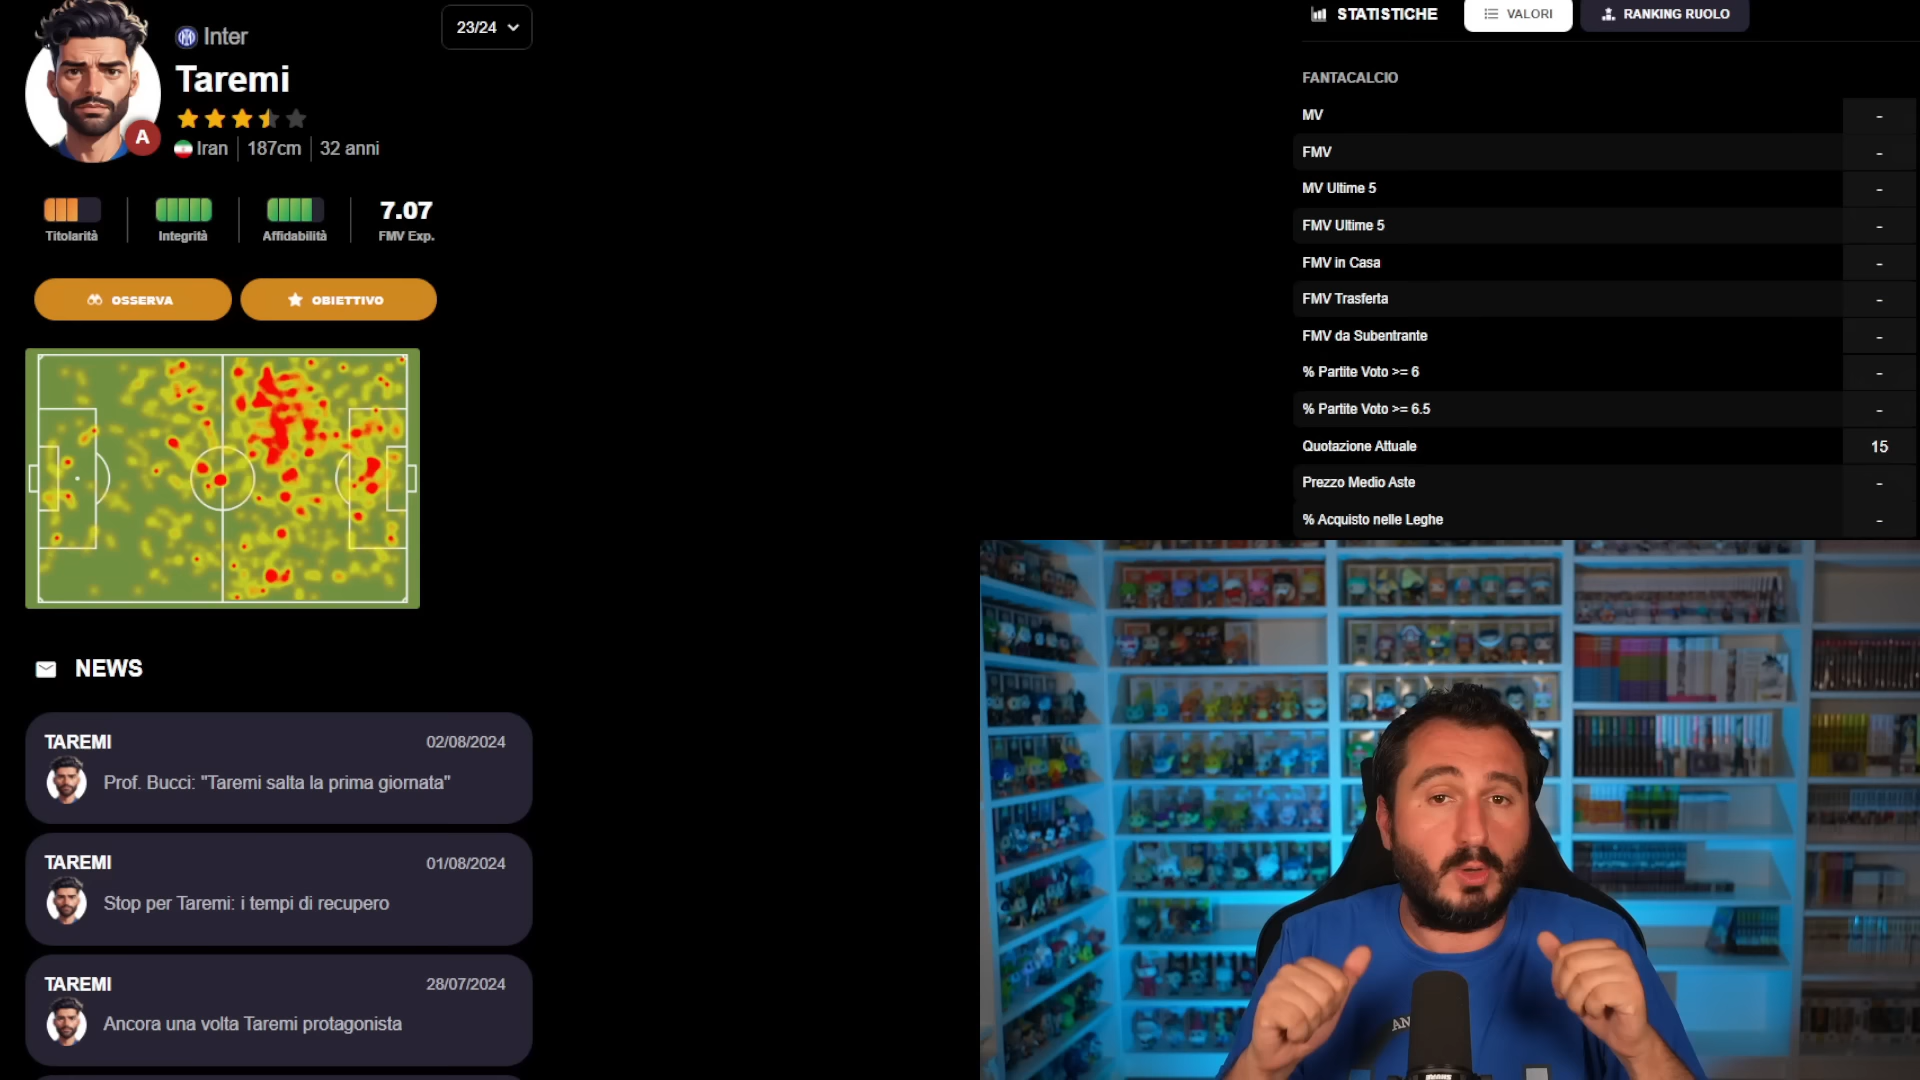 Inter
23/24
Taremi
Iran 187cm 32 anni
A
Titolarità
Integrità
Affidabilità
7.07
FMV Exp.
OSSERVA
OBIETTIVO
NEWS
TAREMI 02/08/2024
Prof. Bucci: "Taremi salta la prima giornata"
TAREMI 01/08/2024
Stop per Taremi: i tempi di recupero
TAREMI 28/07/2024
Ancora una volta Taremi protagonista
STATISTICHE VALORI RANKING RUOLO
FANTACALCIO
MV -
FMV -
MV Ultime 5 -
FMV Ultime 5 -
FMV in Casa -
FMV Trasferta -
FMV da Subentrante -
% Partite Voto >= 6 -
% Partite Voto >= 6.5 -
Quotazione Attuale 15
Prezzo Medio Aste -
% Acquisto nelle Leghe -
AN